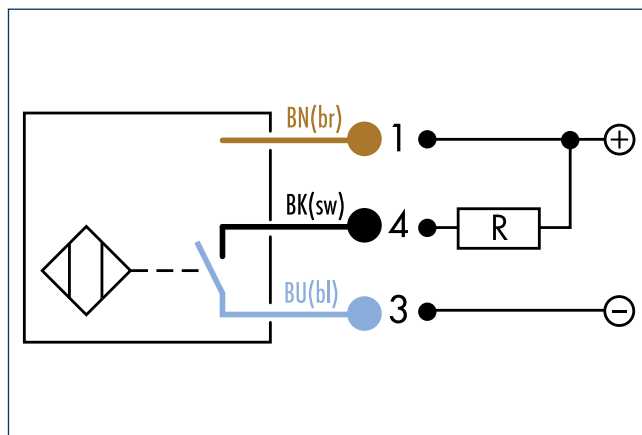 BN(br) 1 +
BK(sw) 4 R
BU(bl) 3 −